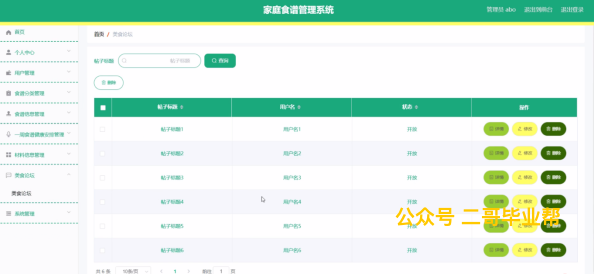 家庭食谱管理系统
管理员 abo 退出到前台 退出登录
首页
首页 / 美食论坛
个人中心
帖子标题 帖子标题 查询
用户管理
删除
食谱分类管理
帖子标题 用户名 状态 操作
食谱信息管理
帖子标题1 用户名1 开放 详情 修改 删除
一周食谱健康安排管理
帖子标题2 用户名2 开放 详情 修改 删除
材料信息管理
帖子标题3 用户名3 开放 详情 修改 删除
美食论坛
美食论坛
帖子标题4 用户名4 开放 详情 修改 删除
系统管理
公众号 二哥毕业帮
帖子标题5 用户名5 开放 删除
帖子标题6 用户名6 开放 详情 修改 删除
共 6 条 10条/页 1 前往 1 页